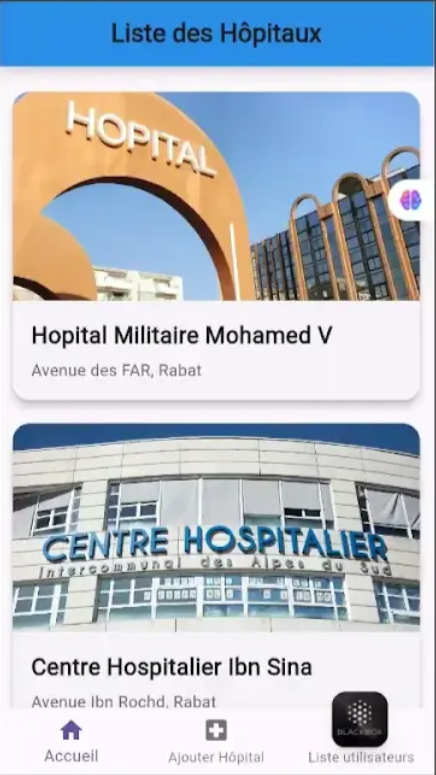 Liste des Hôpitaux
HOPITAL
Hopital Militaire Mohamed V
Avenue des FAR, Rabat
CENTRE HOSPITALIER
Intercommunal des Alpes du Sud
Centre Hospitalier Ibn Sina
Avenue Ibn Rochd, Rabat
BLACKBOX
Accueil
Ajouter Hôpital
Liste utilisateurs